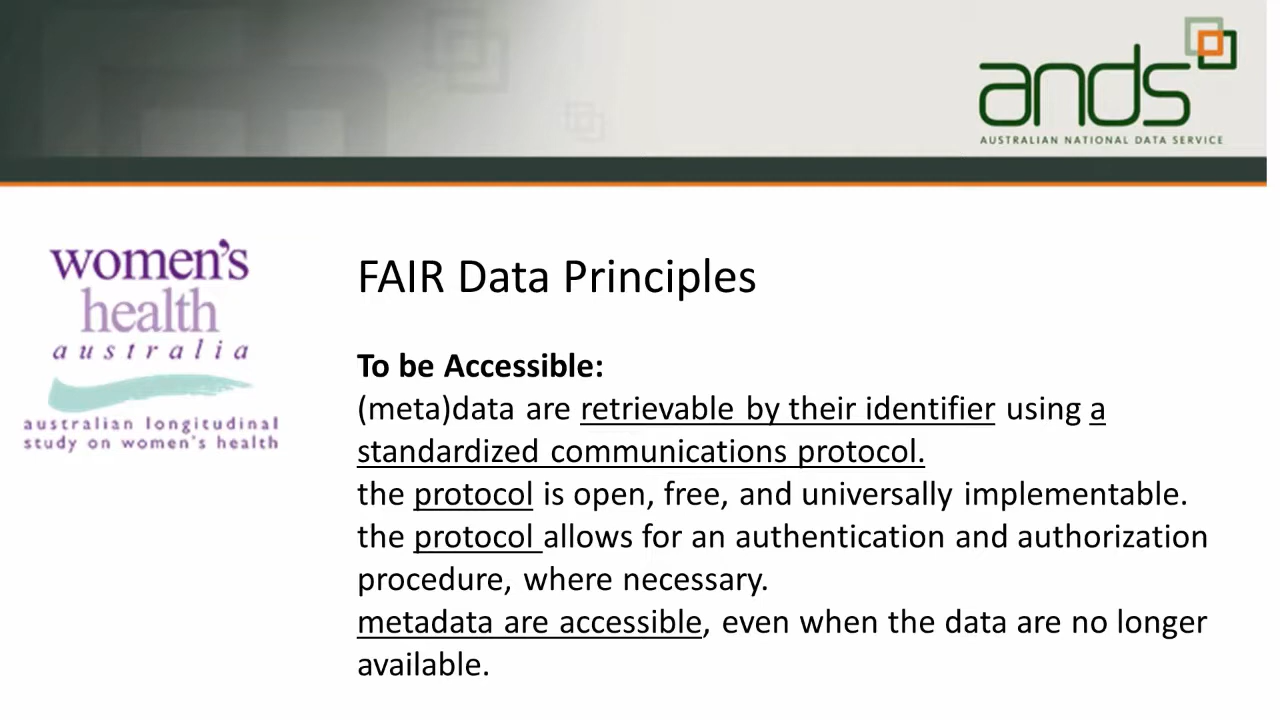 ands
AUSTRALIAN NATIONAL DATA SERVICE
women's
health
australia
australian longitudinal
study on women's health
FAIR Data Principles
To be Accessible:
(meta)data are retrievable by their identifier using a
standardized communications protocol.
the protocol is open, free, and universally implementable.
the protocol allows for an authentication and authorization
procedure, where necessary.
metadata are accessible, even when the data are no longer
available.